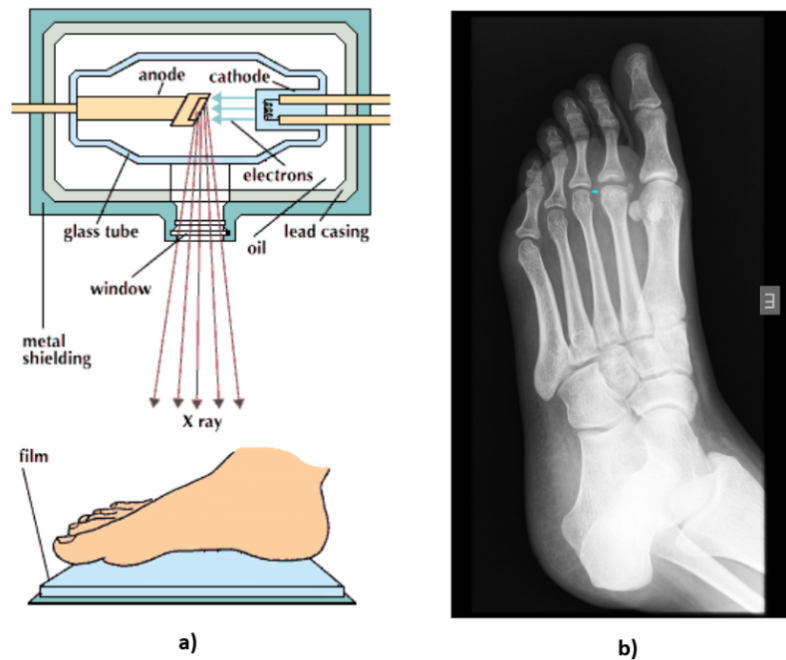 anode
cathode
electrons
glass tube
lead casing
oil
window
metal
shielding
X ray
film
a)
b)
E